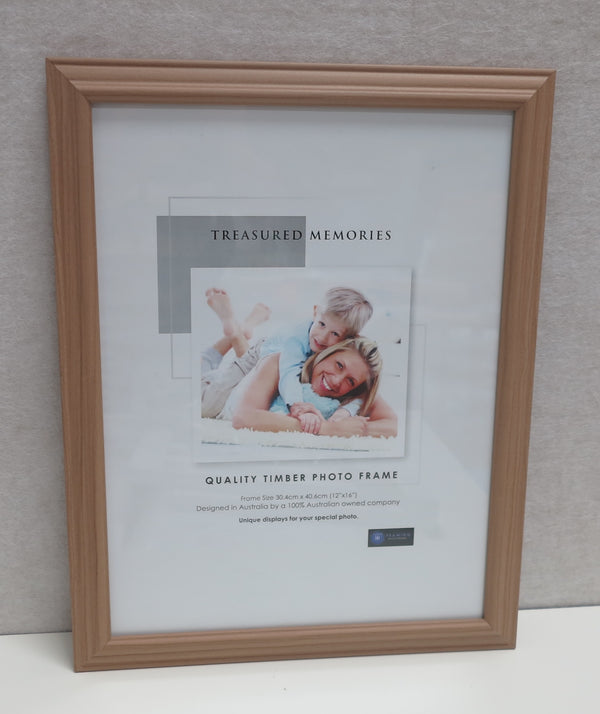 TREASURED MEMORIES
QUALITY TIMBER PHOTO FRAME
Frame Size 30.4cm x 40.6cm (12"x16")
Designed in Australia by a 100% Australian owned company
Unique displays for your special photo.
FRAMING